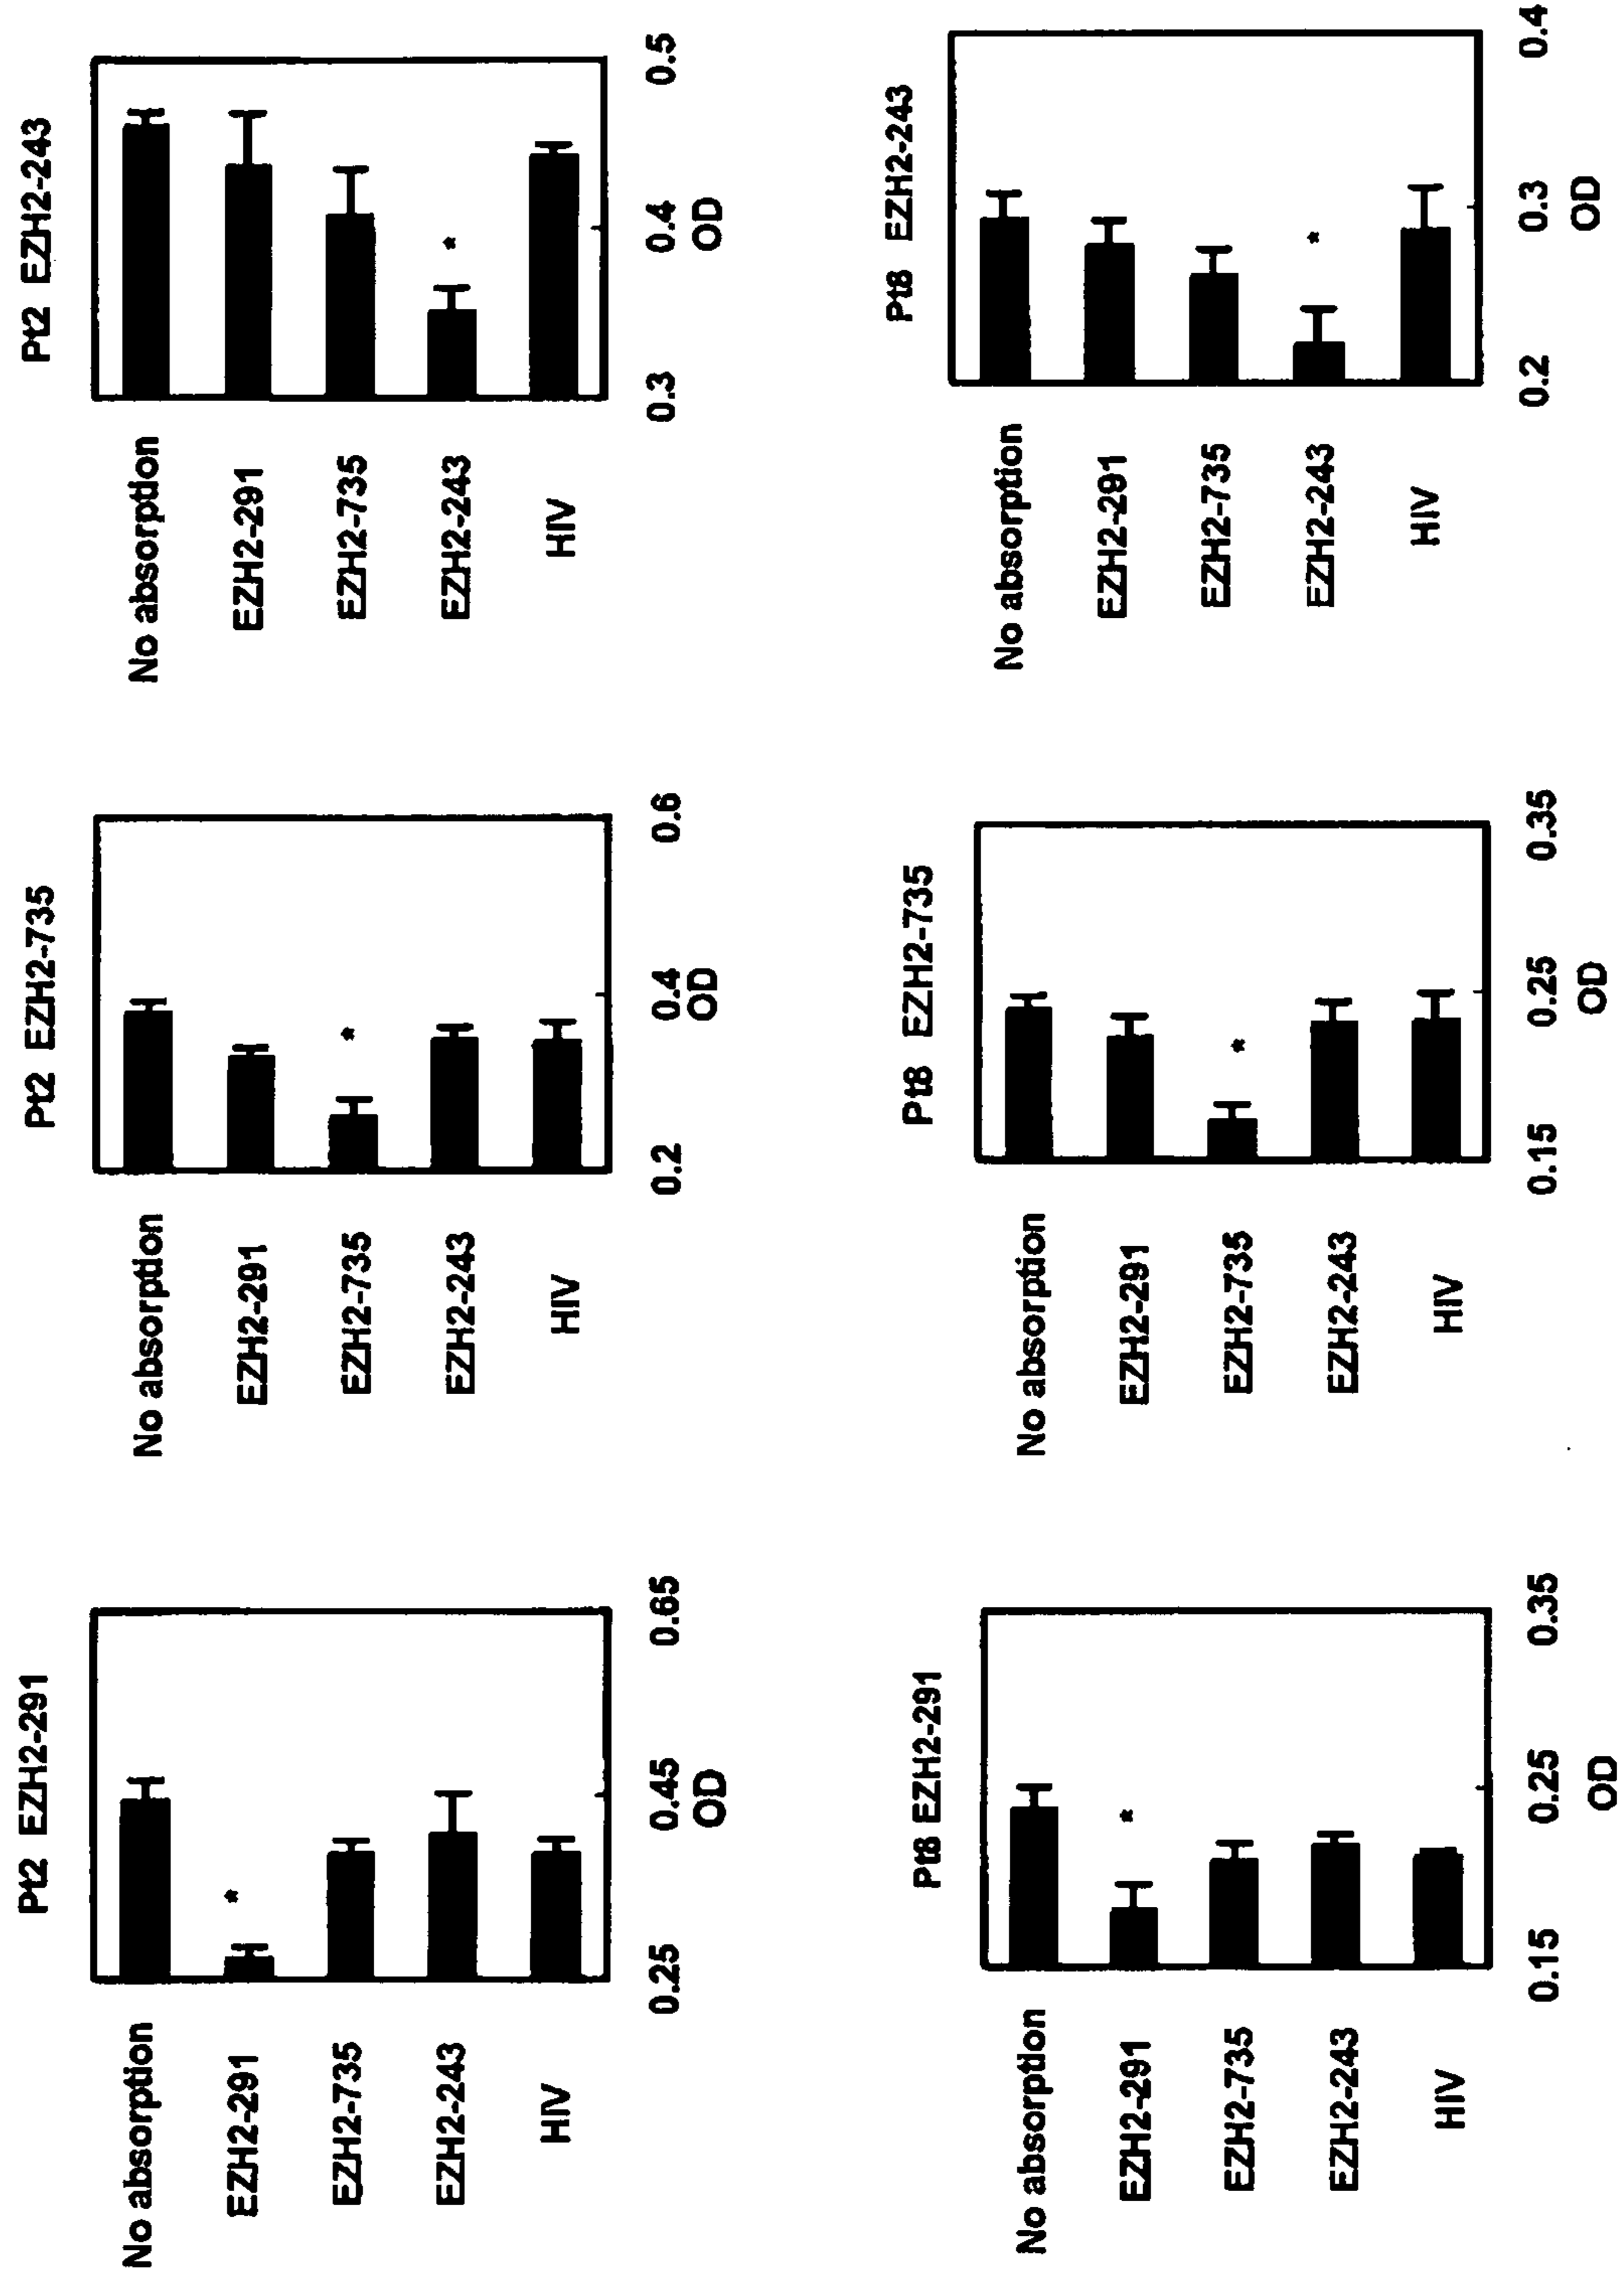 Pt2 EZH2-291
No absorption
EZH2-291
*
EZH2-735
EZH2-243
HIV
0.25 0.45 0.65
OD
Pt2 EZH2-735
No absorption
EZH2-291
EZH2-735
*
EZH2-243
HIV
0.2 0.4 0.6
OD
Pt2 EZH2-243
No absorption
EZH2-291
EZH2-735
EZH2-243
*
HIV
0.3 0.4 0.5
OD
Pt8 EZH2-291
No absorption
EZH2-291
*
EZH2-735
EZH2-243
HIV
0.15 0.25 0.35
OD
Pt8 EZH2-735
No absorption
EZH2-291
EZH2-735
*
EZH2-243
HIV
0.15 0.25 0.35
OD
Pt8 EZH2-243
No absorption
EZH2-291
EZH2-735
EZH2-243
*
HIV
0.2 0.3 0.4
OD